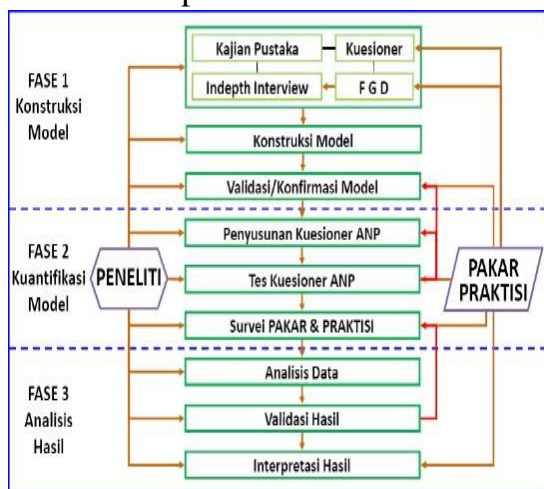 FASE 1
Konstruksi
Model
Kajian Pustaka
Kuesioner
Indepth Interview
F G D
Konstruksi Model
Validasi/Konfirmasi Model
FASE 2
Kuantifikasi
Model
PENELITI
Penyusunan Kuesioner ANP
Tes Kuesioner ANP
Survei PAKAR & PRAKTISI
PAKAR
PRAKTISI
FASE 3
Analisis
Hasil
Analisis Data
Validasi Hasil
Interpretasi Hasil